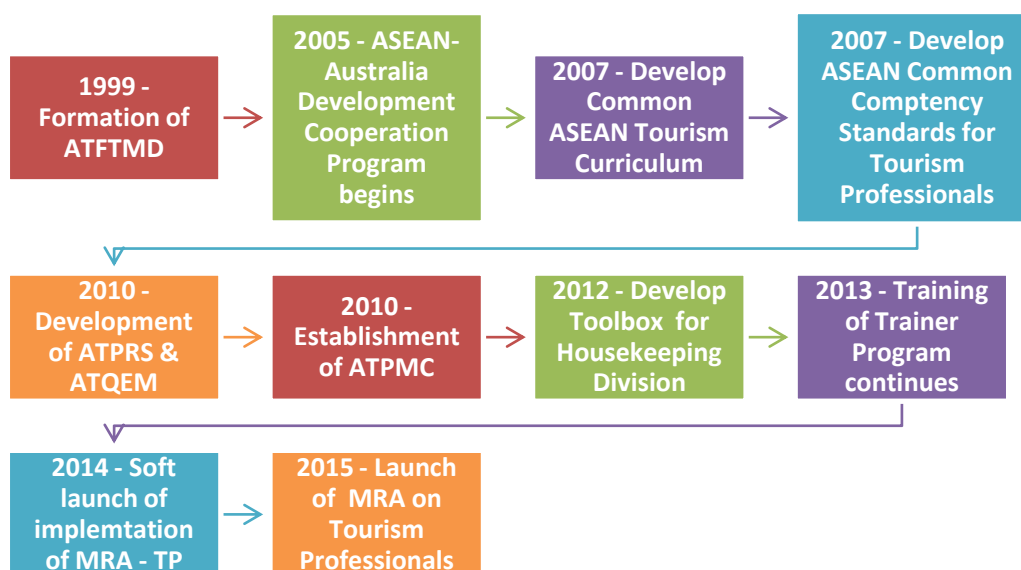 1999 -
Formation of
ATFTMD
2005 - ASEAN-
Australia
Development
Cooperation
Program
begins
2007 - Develop
Common
ASEAN Tourism
Curriculum
2007 - Develop
ASEAN Common
Comptency
Standards for
Tourism
Professionals
2010 -
Development
of ATPRS &
ATQEM
2010 -
Establishment
of ATPMC
2012 - Develop
Toolbox for
Housekeeping
Division
2013 - Training
of Trainer
Program
continues
2014 - Soft
launch of
implemtation
of MRA - TP
2015 - Launch
of MRA on
Tourism
Professionals